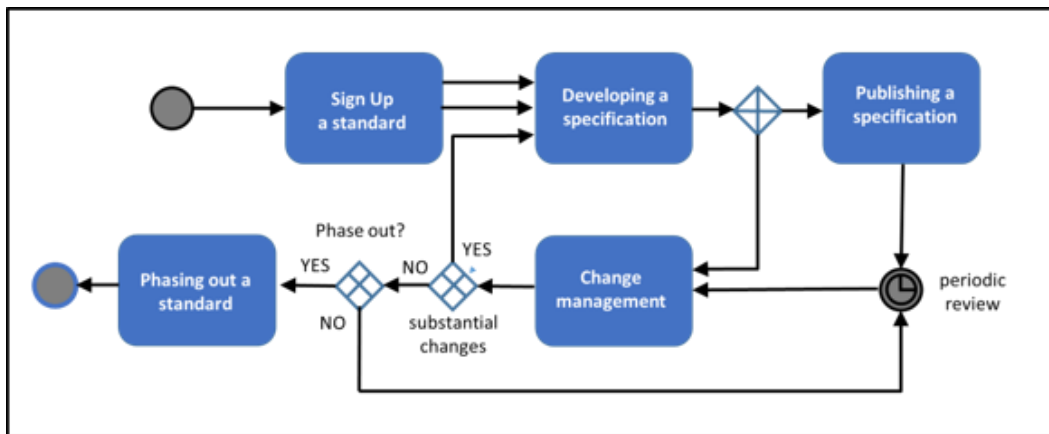 Sign Up
a standard
Developing a
specification
Publishing a
specification
Phase out?
YES
Phasing out a
standard
YES
NO
NO
substantial
changes
Change
management
periodic
review